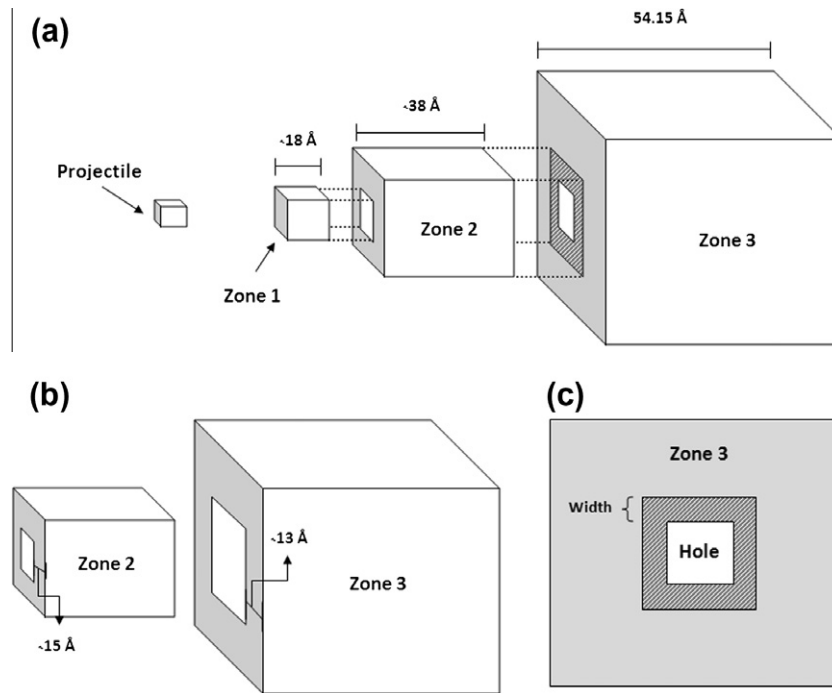 (a)
54.15 Å
~38 Å
~18 Å
Projectile
Zone 2
Zone 3
Zone 1
(b)
(c)
Zone 3
Width
~13 Å
Hole
Zone 2
Zone 3
~15 Å